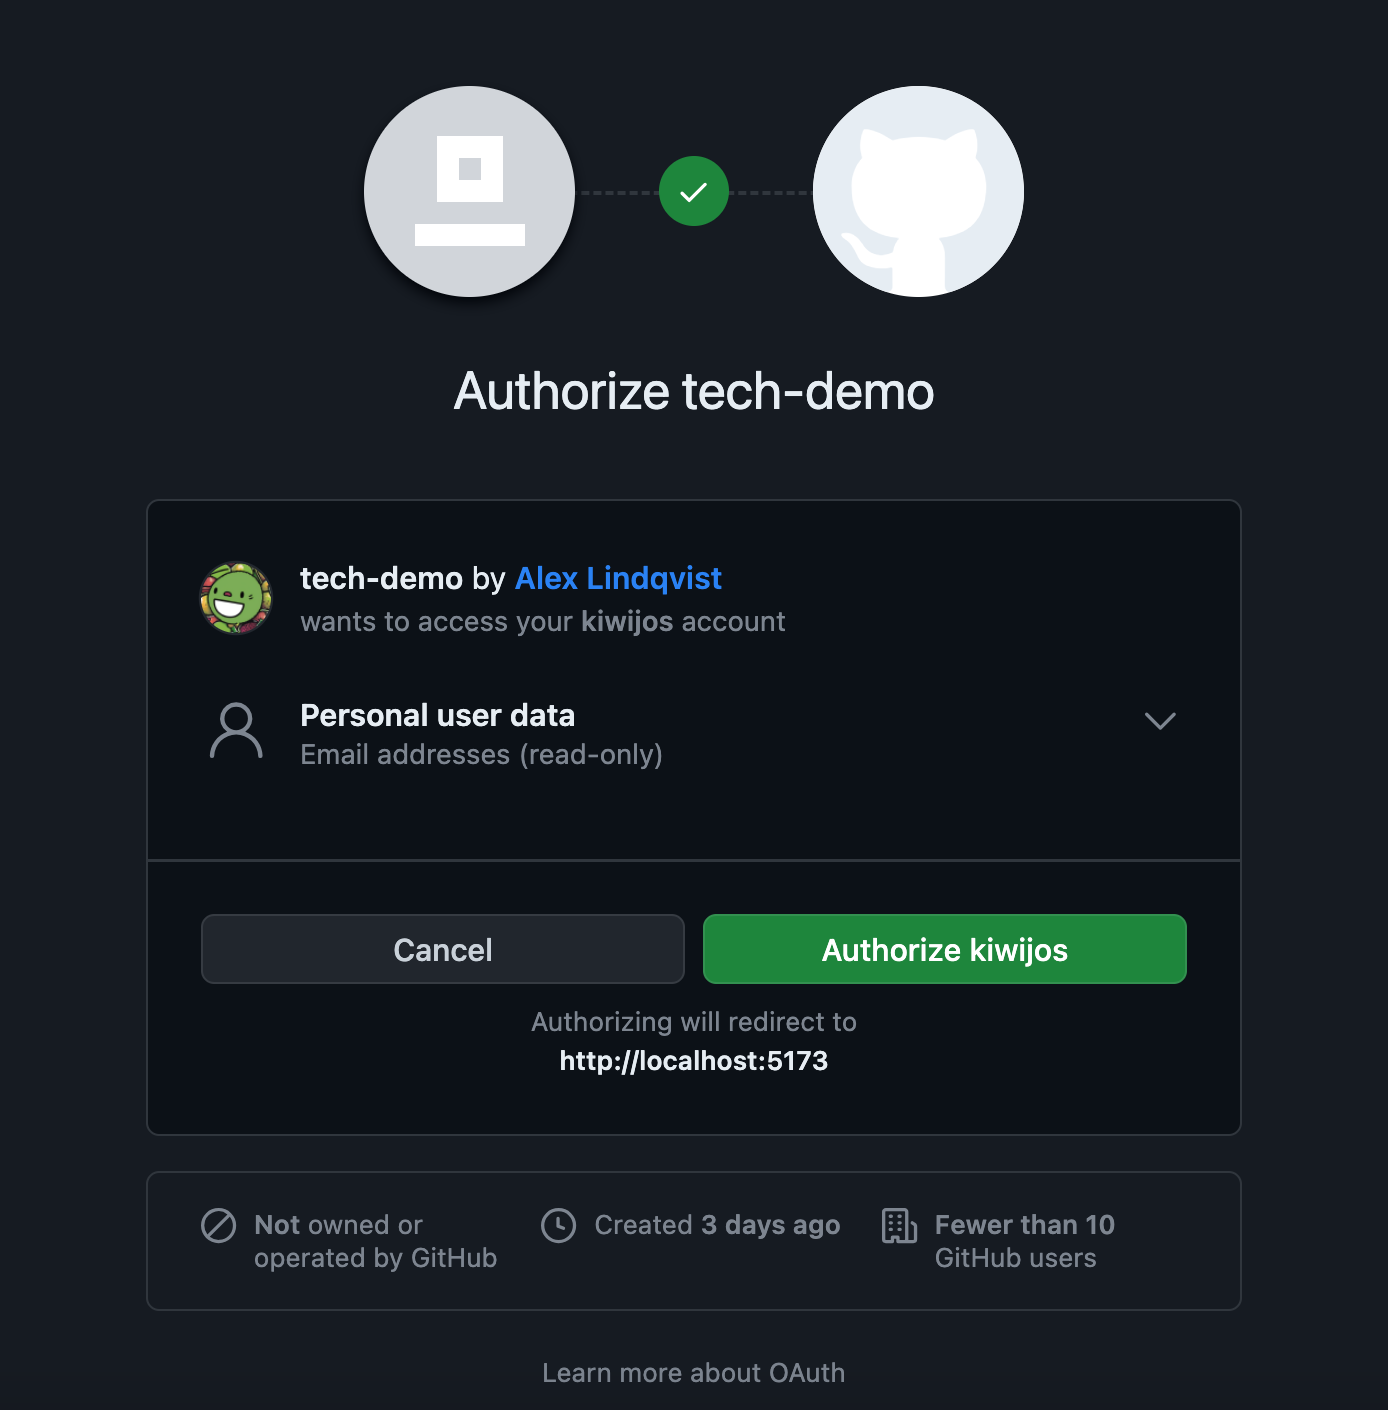 Authorize tech-demo
tech-demo by Alex Lindqvist
wants to access your kiwijos account
Personal user data
Email addresses (read-only)
Cancel
Authorize kiwijos
Authorizing will redirect to
http://localhost:5173
Not owned or
operated by GitHub
Created 3 days ago
Fewer than 10
GitHub users
Learn more about OAuth